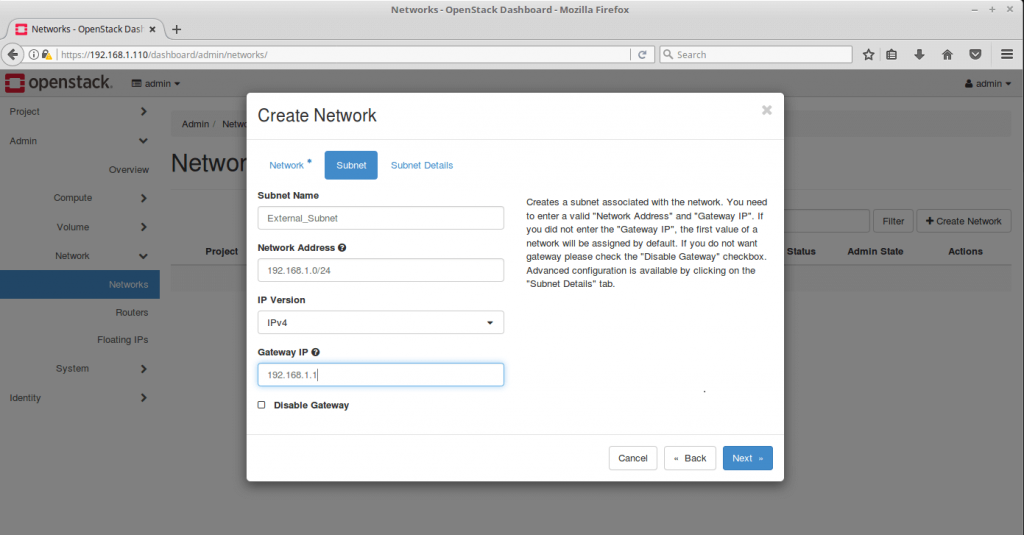 Networks - OpenStack Dashboard - Mozilla Firefox
Networks - OpenStack Das
https://192.168.1.110/dashboard/admin/networks/
Search
openstack.
admin
admin
Project
Admin
Overview
Compute
Volume
Network
Networks
Routers
Floating IPs
System
Identity
Admin /
Filter
Create Network
Project
Status
Admin State
Actions
Create Network
Network
Subnet
Subnet Details
Subnet Name
External_Subnet
Network Address
192.168.1.0/24
IP Version
IPv4
Gateway IP
192.168.1.1
Disable Gateway
Creates a subnet associated with the network. You need
to enter a valid "Network Address" and "Gateway IP". If
you did not enter the "Gateway IP", the first value of a
network will be assigned by default. If you do not want
gateway please check the "Disable Gateway" checkbox.
Advanced configuration is available by clicking on the
"Subnet Details" tab.
Cancel
« Back
Next »